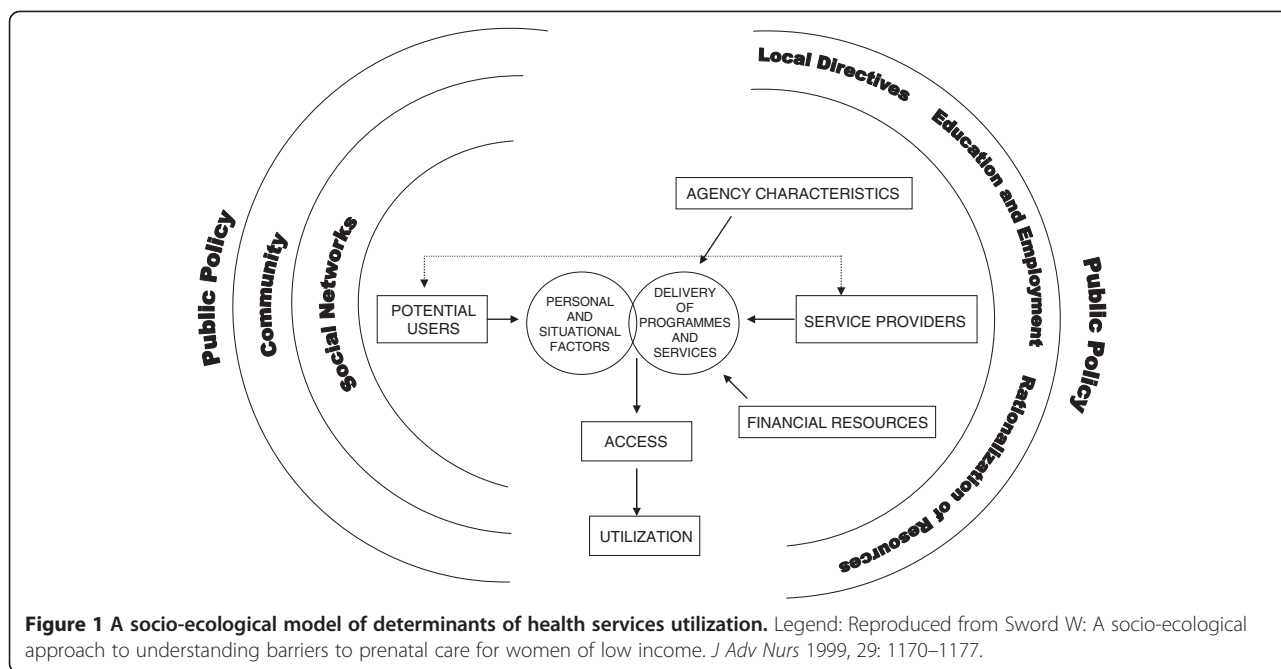 Public Policy
Community
Social Networks
Local Directives
Education and Employment
Rationalization of Resources
Public Policy
AGENCY CHARACTERISTICS
POTENTIAL
USERS
PERSONAL
AND
SITUATIONAL
FACTORS
DELIVERY
OF
PROGRAMMES
AND
SERVICES
SERVICE PROVIDERS
FINANCIAL RESOURCES
ACCESS
UTILIZATION
Figure 1 A socio-ecological model of determinants of health services utilization. Legend: Reproduced from Sword W: A socio-ecological
approach to understanding barriers to prenatal care for women of low income. J Adv Nurs 1999, 29: 1170–1177.